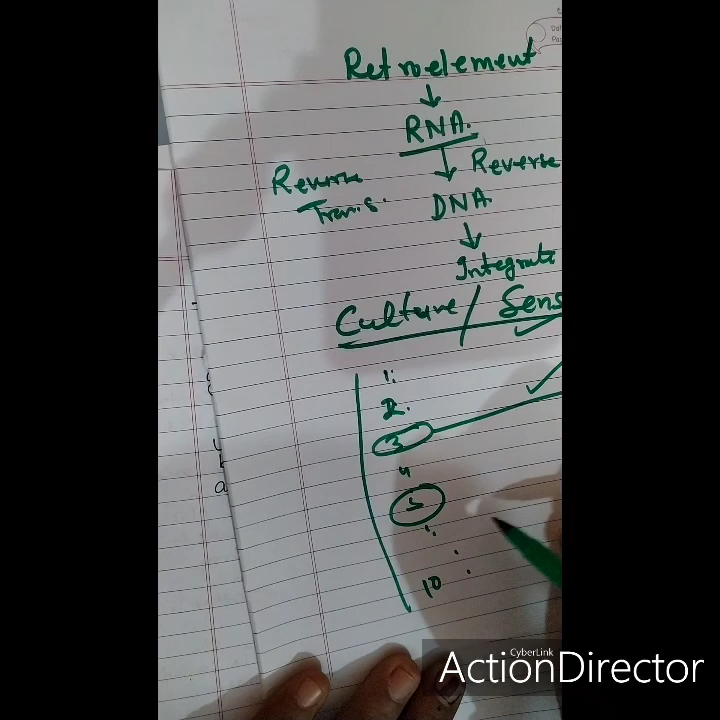 Retroelement
↓
RNA.
↓ Reverse
Reverse
Trans.
DNA.
↓
Integrate
Culture / Sens
1:
2.
3
4
5
10
CyberLink
ActionDirector